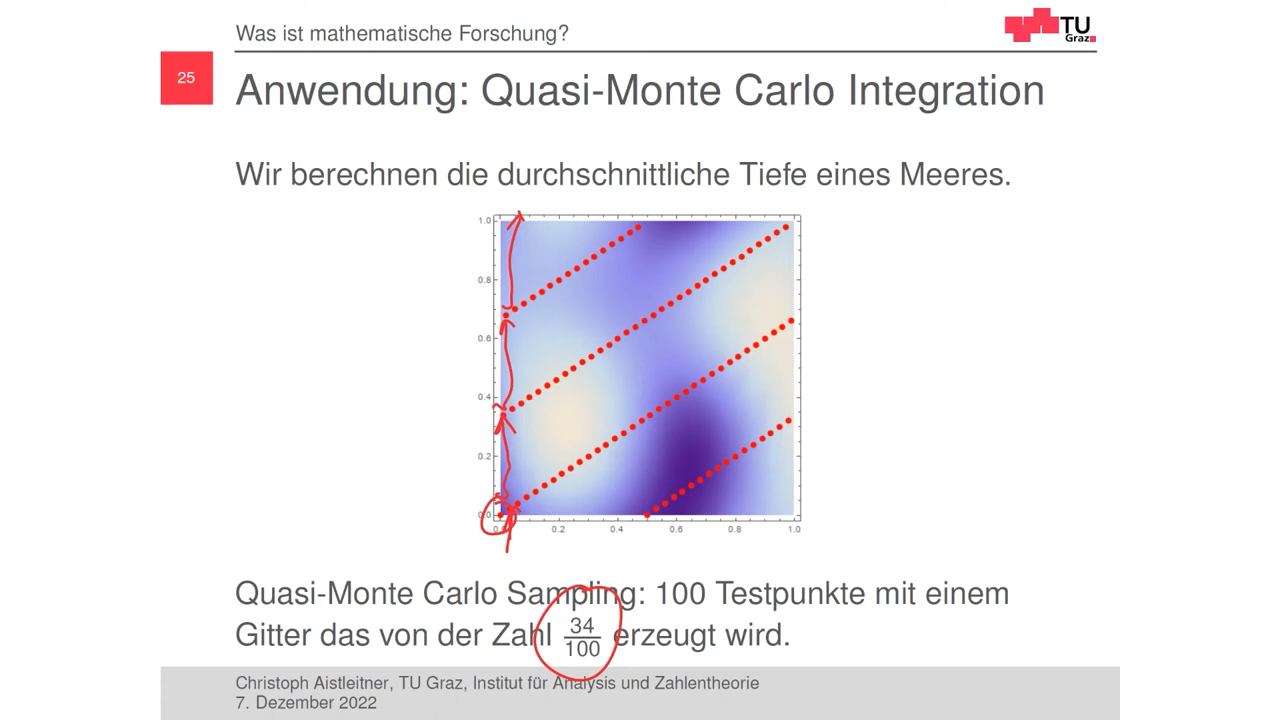 Was ist mathematische Forschung?
TU
Graz
25
Anwendung: Quasi-Monte Carlo Integration
Wir berechnen die durchschnittliche Tiefe eines Meeres.
1.0
0.8
0.6
0.4
0.2
0.2 0.4 0.6 0.8 1.0
Quasi-Monte Carlo Sampling: 100 Testpunkte mit einem
Gitter das von der Zahl 34/100 erzeugt wird.
Christoph Aistleitner, TU Graz, Institut für Analysis und Zahlentheorie
7. Dezember 2022